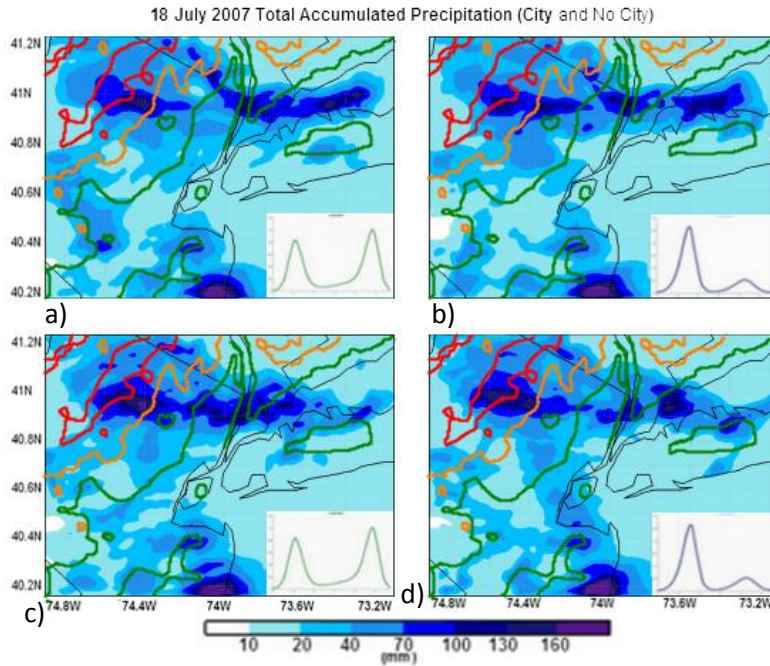 18 July 2007 Total Accumulated Precipitation (City and No City)
41.2N
41N
40.8N
40.6N
40.4N
40.2N
a)
b)
41.2N
41N
40.8N
40.6N
40.4N
40.2N
c)
d)
74.8W 74.4W 74W 73.6W 73.2W
74.8W 74.4W 74W 73.6W 73.2W
10 20 40 70 100 130 160
(mm)